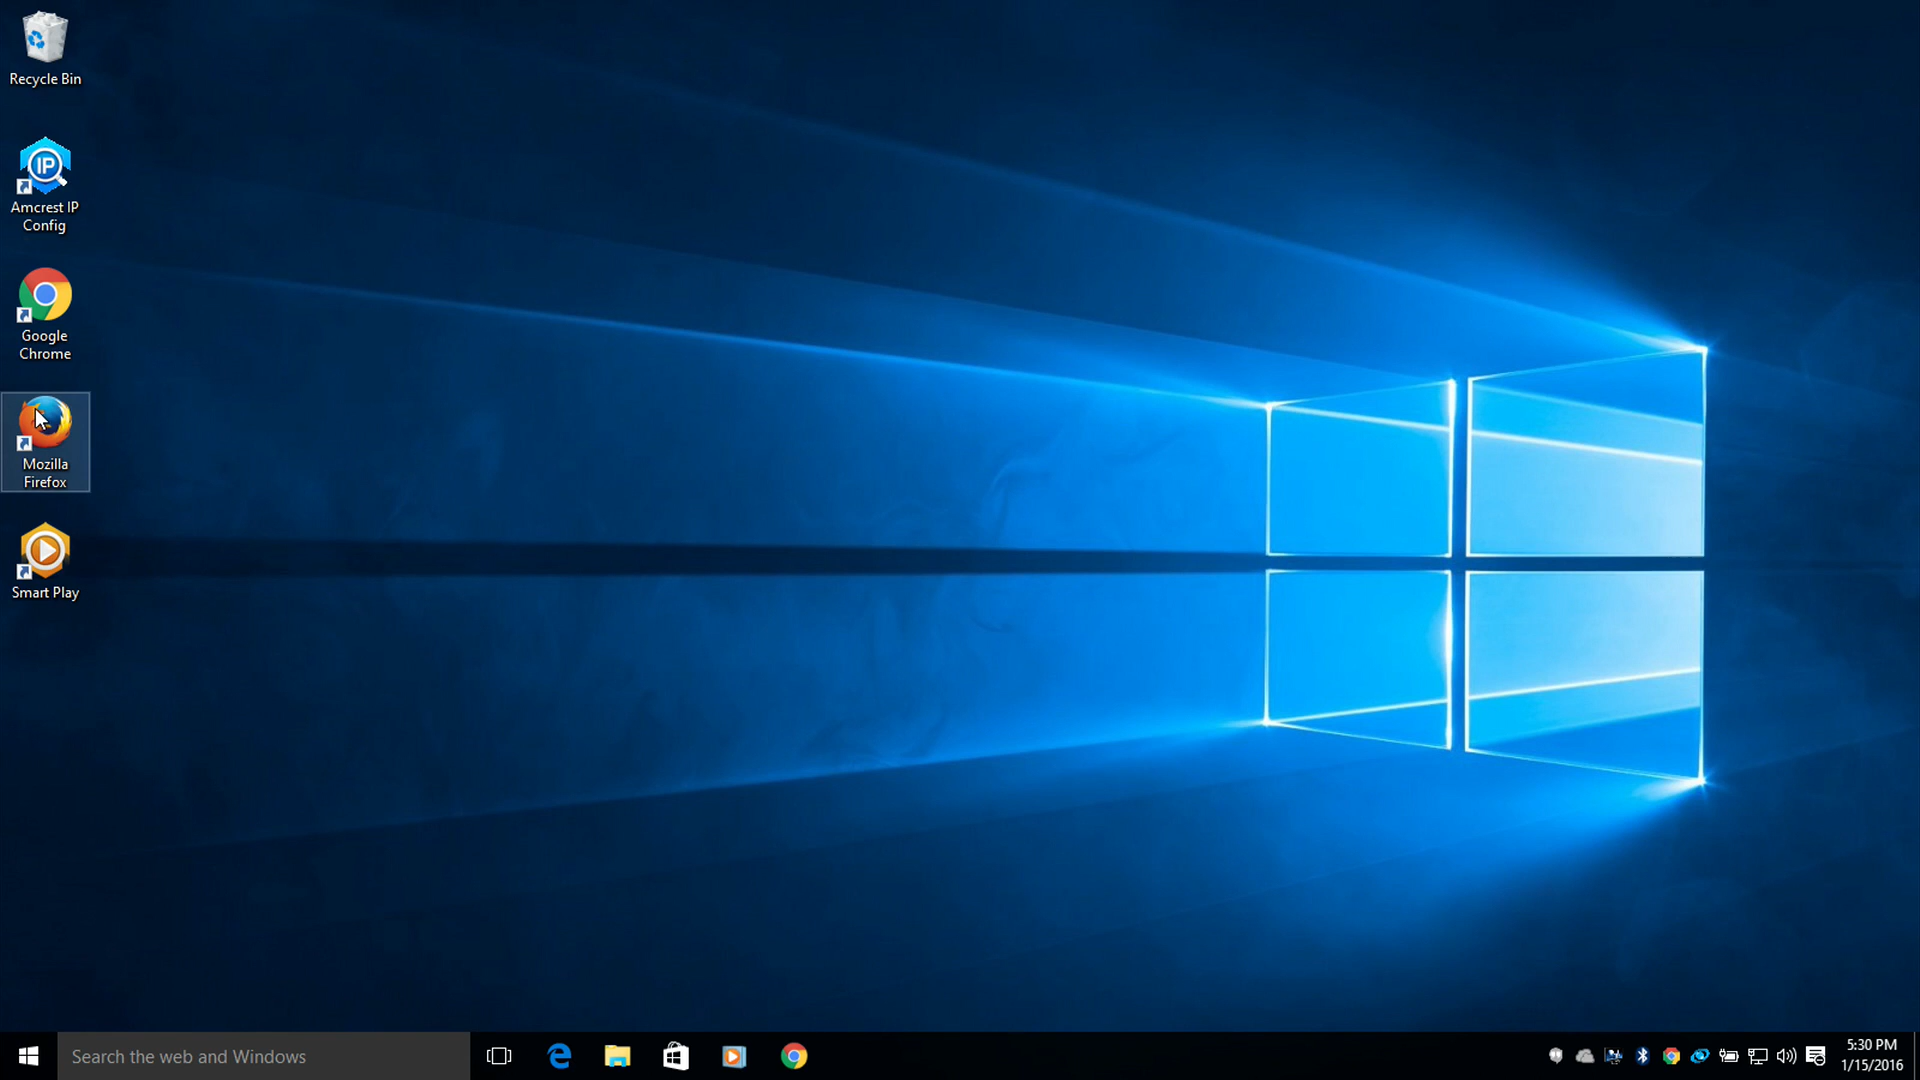 Recycle Bin
IP
Amcrest IP
Config
Google
Chrome
Mozilla
Firefox
Smart Play
Search the web and Windows
5:30 PM
1/15/2016